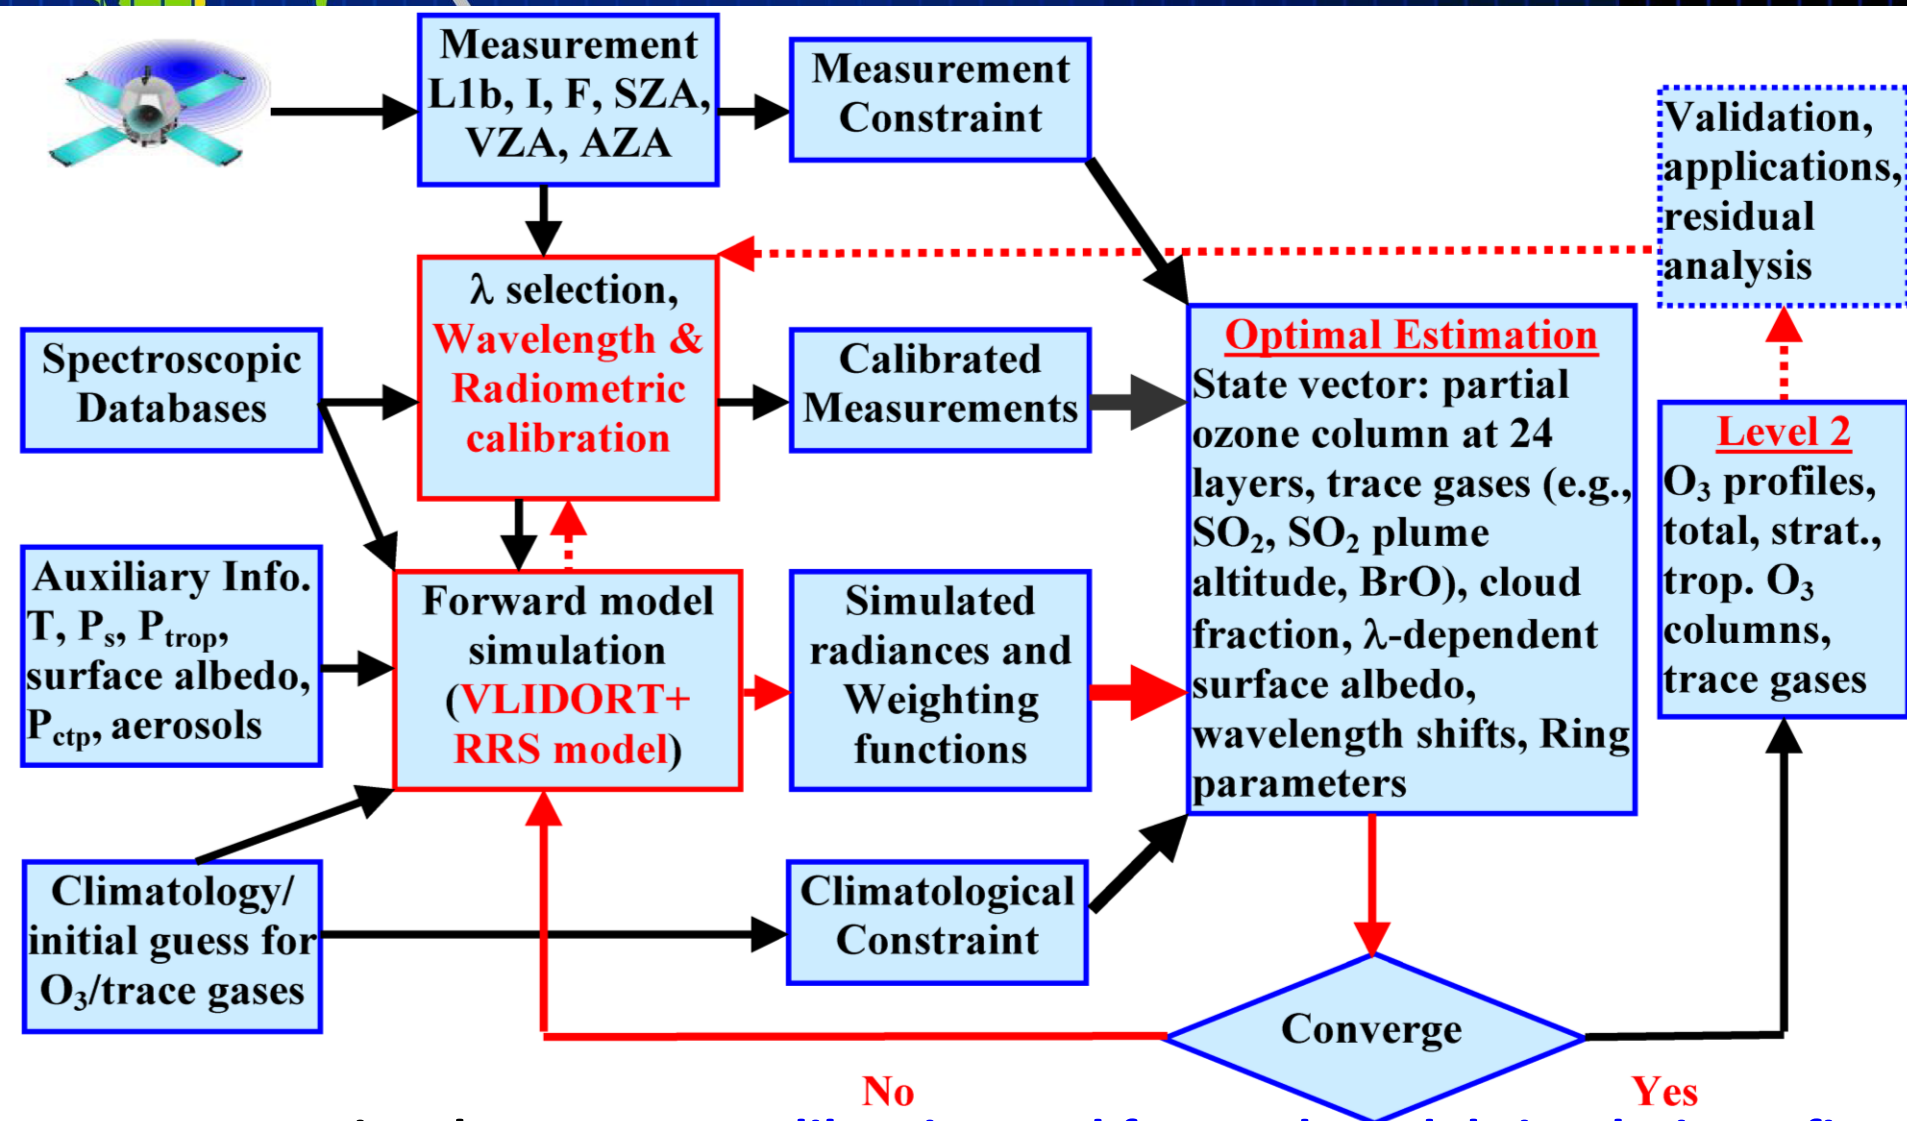 Measurement
L1b, I, F, SZA,
VZA, AZA
Measurement
Constraint
Validation,
applications,
residual
analysis
λ selection,
Wavelength &
Radiometric
calibration
Spectroscopic
Databases
Calibrated
Measurements
Optimal Estimation
State vector: partial
ozone column at 24
layers, trace gases (e.g.,
SO₂, SO₂ plume
altitude, BrO), cloud
fraction, λ-dependent
surface albedo,
wavelength shifts, Ring
parameters
Level 2
O₃ profiles,
total, strat.,
trop. O₃
columns,
trace gases
Auxiliary Info.
T, Pₛ, Pₜᵣₒₚ,
surface albedo,
P_ctp, aerosols
Forward model
simulation
(VLIDORT+
RRS model)
Simulated
radiances and
Weighting
functions
Climatology/
initial guess for
O₃/trace gases
Climatological
Constraint
Converge
No
Yes